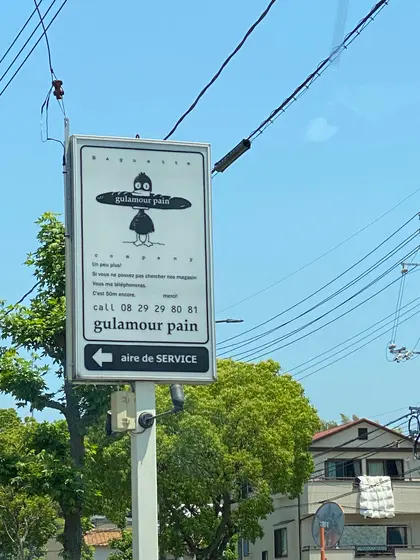 Baguette
gulamour pain
company
Un peu plus!
Si vous ne pouvez pas chercher nos magasin
Vous me téléphonerez.
C'est 50m encore. merci!
call 08 29 29 80 81
gulamour pain
aire de SERVICE